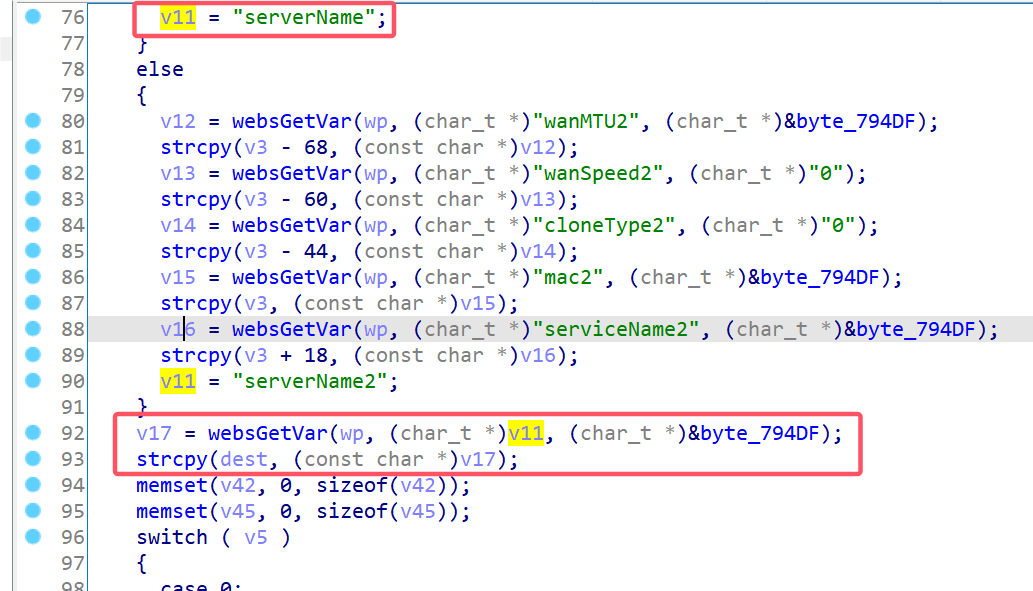 76 v11 = "serverName";
77 }
78 else
79 {
80 v12 = websGetVar(wp, (char_t *)"wanMTU2", (char_t *)&byte_794DF);
81 strcpy(v3 - 68, (const char *)v12);
82 v13 = websGetVar(wp, (char_t *)"wanSpeed2", (char_t *)"0");
83 strcpy(v3 - 60, (const char *)v13);
84 v14 = websGetVar(wp, (char_t *)"cloneType2", (char_t *)"0");
85 strcpy(v3 - 44, (const char *)v14);
86 v15 = websGetVar(wp, (char_t *)"mac2", (char_t *)&byte_794DF);
87 strcpy(v3, (const char *)v15);
88 v16 = websGetVar(wp, (char_t *)"serviceName2", (char_t *)&byte_794DF);
89 strcpy(v3 + 18, (const char *)v16);
90 v11 = "serverName2";
91 }
92 v17 = websGetVar(wp, (char_t *)v11, (char_t *)&byte_794DF);
93 strcpy(dest, (const char *)v17);
94 memset(v42, 0, sizeof(v42));
95 memset(v45, 0, sizeof(v45));
96 switch ( v5 )
97 {
98 case 0: